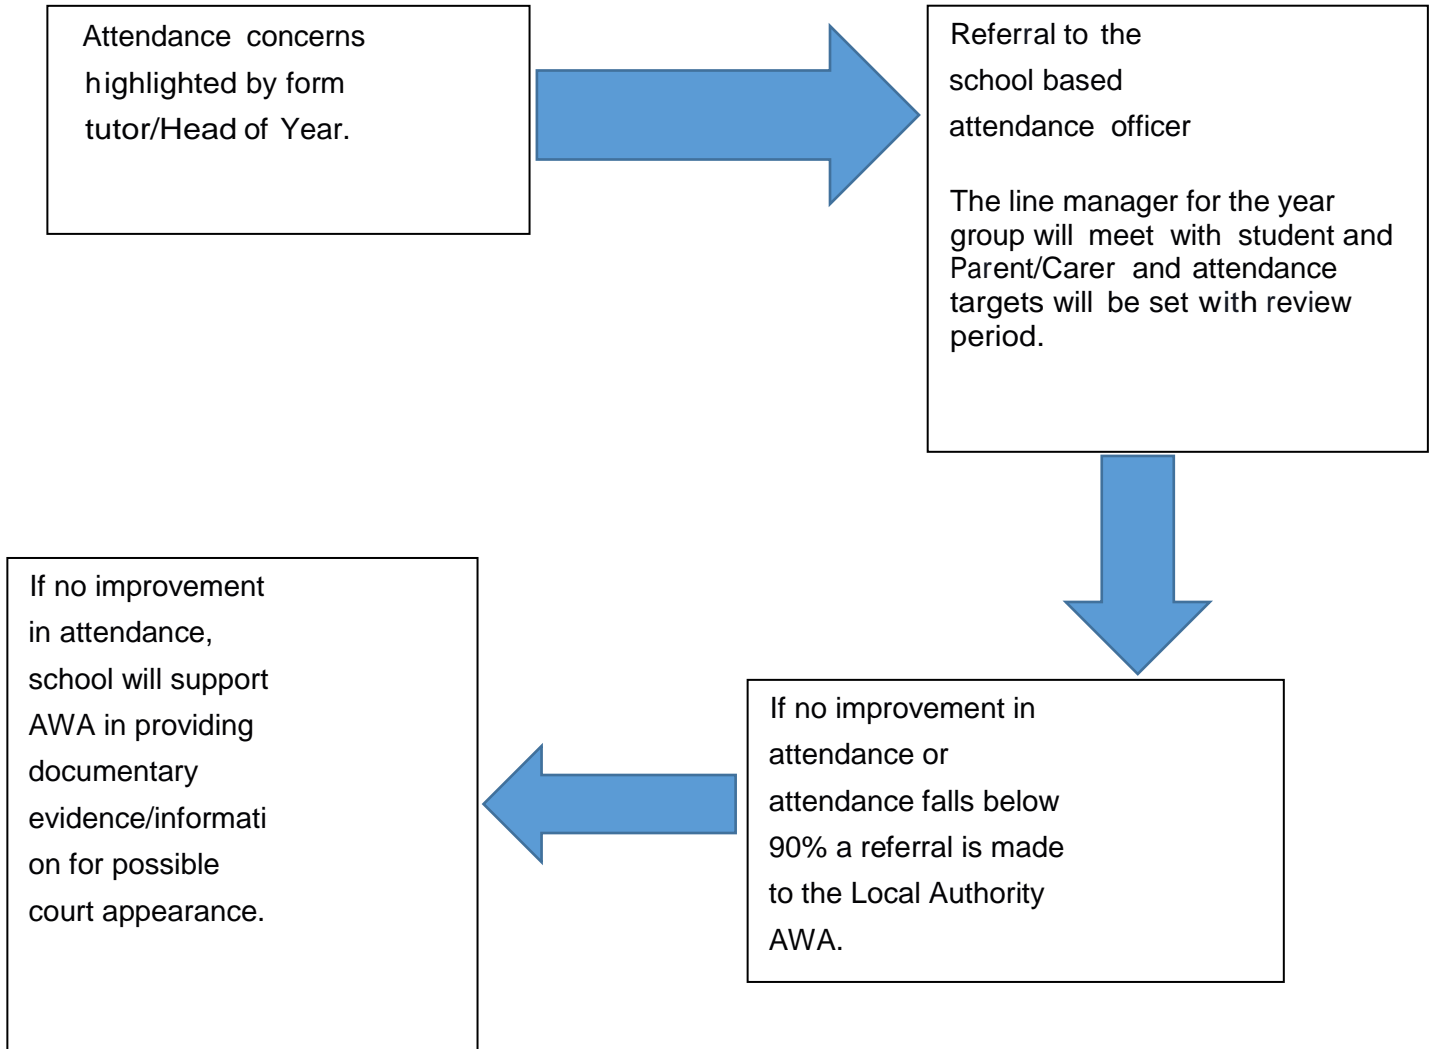 Attendance concerns
highlighted by form
tutor/Head of Year.
Referral to the
school based
attendance officer
The line manager for the year
group will meet with student and
Parent/Carer and attendance
targets will be set with review
period.
If no improvement in
attendance or
attendance falls below
90% a referral is made
to the Local Authority
AWA.
If no improvement
in attendance,
school will support
AWA in providing
documentary
evidence/informati
on for possible
court appearance.